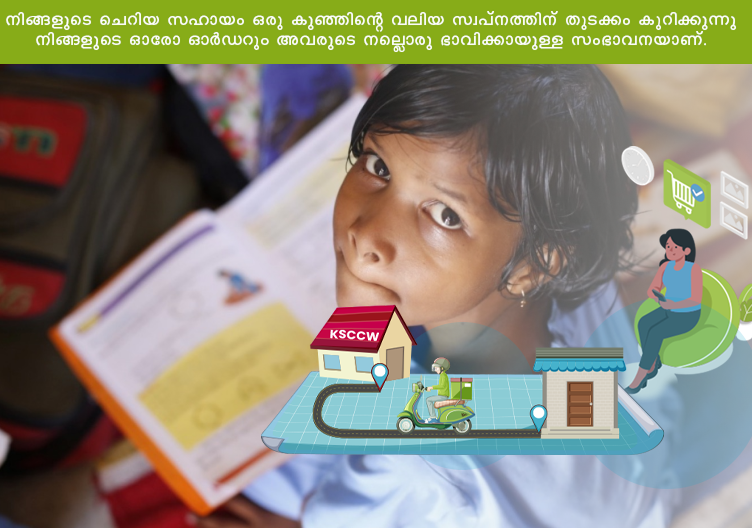 നിങ്ങളുടെ ചെറിയ സഹായം ഒരു കുഞ്ഞിന്റെ വലിയ സ്വപ്നത്തിന് തുടക്കം കുറിക്കുന്നു
നിങ്ങളുടെ ഓരോ ഓർഡറും അവരുടെ നല്ലൊരു ഭാവിക്കായുള്ള സംഭാവനയാണ്.
KSCCW